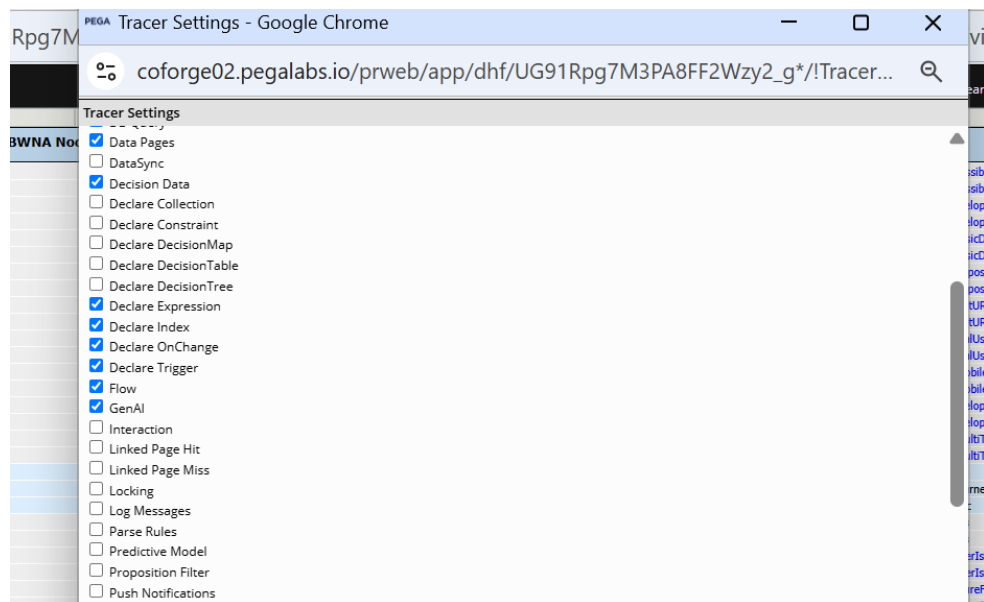 PEGA Tracer Settings - Google Chrome
Rpg7M
coforge02.pegalabs.io/prweb/app/dhf/UG91Rpg7M3PA8FF2Wzy2_g*/!Tracer...
Tracer Settings
BWNA Noc
Data Pages
DataSync
Decision Data
Declare Collection
Declare Constraint
Declare DecisionMap
Declare DecisionTable
Declare DecisionTree
Declare Expression
Declare Index
Declare OnChange
Declare Trigger
Flow
GenAI
Interaction
Linked Page Hit
Linked Page Miss
Locking
Log Messages
Parse Rules
Predictive Model
Proposition Filter
Push Notifications